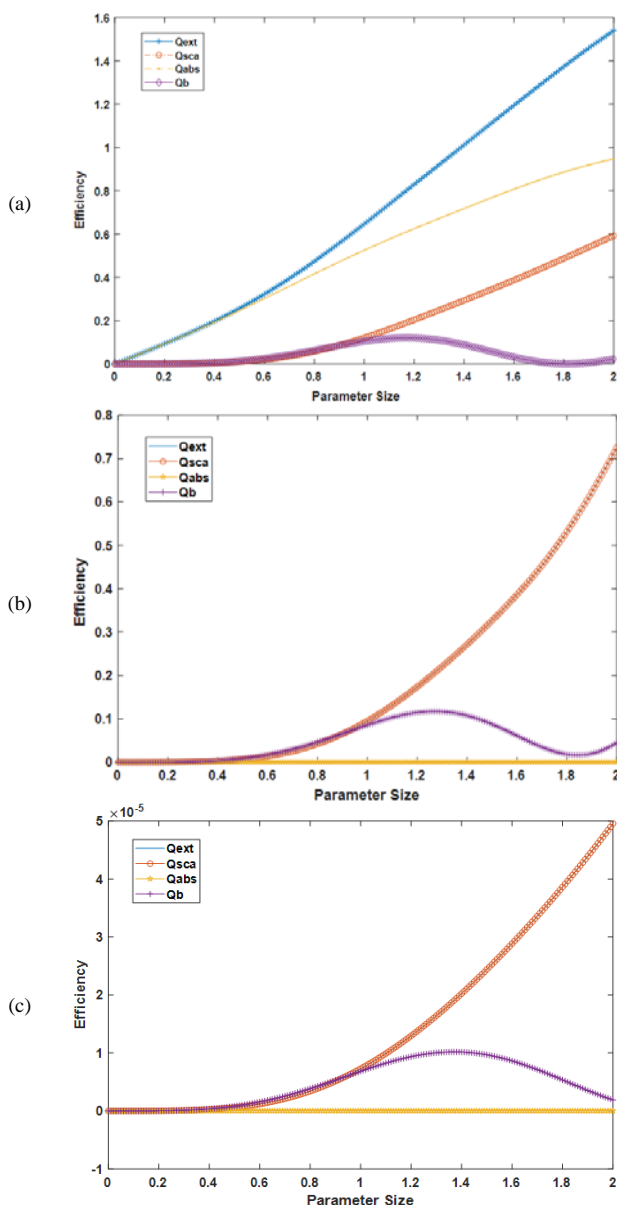 (a)
1.6
1.4
1.2
1
0.8
0.6
0.4
0.2
0
Efficiency
Qext
Qsca
Qabs
Qb
0 0.2 0.4 0.6 0.8 1 1.2 1.4 1.6 1.8 2
Parameter Size
(b)
0.8
0.7
0.6
0.5
0.4
0.3
0.2
0.1
0
Efficiency
Qext
Qsca
Qabs
Qb
0 0.2 0.4 0.6 0.8 1 1.2 1.4 1.6 1.8 2
Parameter Size
(c)
×10⁻⁵
5
4
3
2
1
0
-1
Efficiency
Qext
Qsca
Qabs
Qb
0 0.2 0.4 0.6 0.8 1 1.2 1.4 1.6 1.8 2
Parameter Size